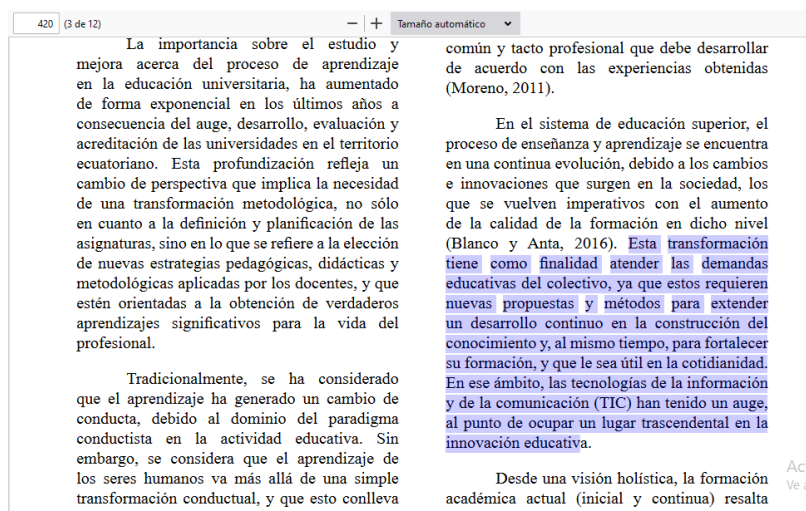 420 (3 de 12)
Tamaño automático
La importancia sobre el estudio y
mejora acerca del proceso de aprendizaje
en la educación universitaria, ha aumentado
de forma exponencial en los últimos años a
consecuencia del auge, desarrollo, evaluación y
acreditación de las universidades en el territorio
ecuatoriano. Esta profundización refleja un
cambio de perspectiva que implica la necesidad
de una transformación metodológica, no sólo
en cuanto a la definición y planificación de las
asignaturas, sino en lo que se refiere a la elección
de nuevas estrategias pedagógicas, didácticas y
metodológicas aplicadas por los docentes, y que
estén orientadas a la obtención de verdaderos
aprendizajes significativos para la vida del
profesional.
Tradicionalmente, se ha considerado
que el aprendizaje ha generado un cambio de
conducta, debido al dominio del paradigma
conductista en la actividad educativa. Sin
embargo, se considera que el aprendizaje de
los seres humanos va más allá de una simple
transformación conductual, y que esto conlleva
común y tacto profesional que debe desarrollar
de acuerdo con las experiencias obtenidas
(Moreno, 2011).
En el sistema de educación superior, el
proceso de enseñanza y aprendizaje se encuentra
en una continua evolución, debido a los cambios
e innovaciones que surgen en la sociedad, los
que se vuelven imperativos con el aumento
de la calidad de la formación en dicho nivel
(Blanco y Anta, 2016). Esta transformación
tiene como finalidad atender las demandas
educativas del colectivo, ya que estos requieren
nuevas propuestas y métodos para extender
un desarrollo continuo en la construcción del
conocimiento y, al mismo tiempo, para fortalecer
su formación, y que le sea útil en la cotidianidad.
En ese ámbito, las tecnologías de la información
y de la comunicación (TIC) han tenido un auge,
al punto de ocupar un lugar trascendental en la
innovación educativa.
Desde una visión holística, la formación
académica actual (inicial y continua) resalta
Ac
Ve a